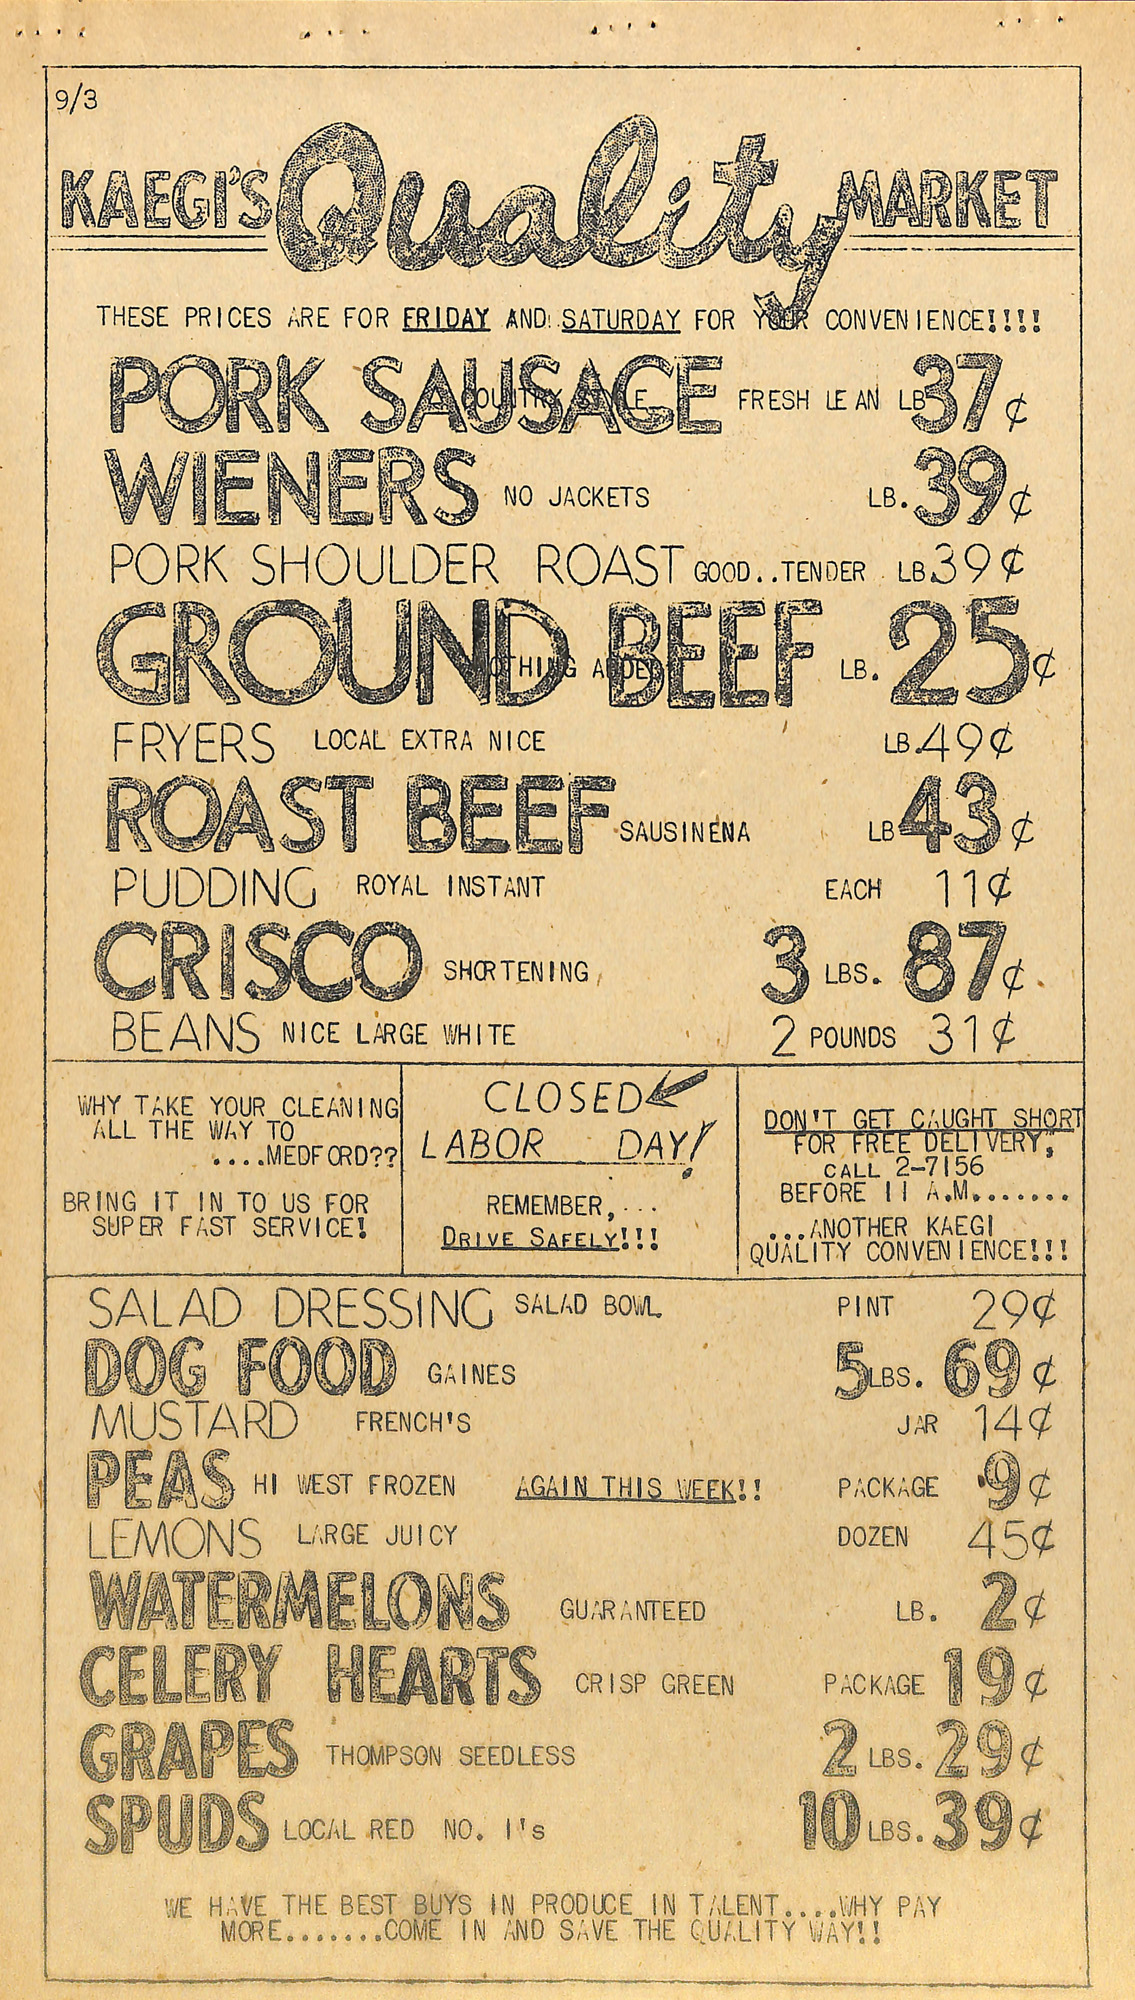 9/3
KAEGI'S Quality MARKET
THESE PRICES ARE FOR FRIDAY AND SATURDAY FOR YOUR CONVENIENCE!!!!
PORK SAUSAGE COUNTRY STYLE FRESH LEAN LB 37¢
WIENERS NO JACKETS LB. 39¢
PORK SHOULDER ROAST GOOD..TENDER LB 39¢
GROUND BEEF NOTHING ADDED LB. 25¢
FRYERS LOCAL EXTRA NICE LB. 49¢
ROAST BEEF SAUSINENA LB 43¢
PUDDING ROYAL INSTANT EACH 11¢
CRISCO SHORTENING 3 LBS. 87¢
BEANS NICE LARGE WHITE 2 POUNDS 31¢
WHY TAKE YOUR CLEANING
ALL THE WAY TO
....MEDFORD??
BRING IT IN TO US FOR
SUPER FAST SERVICE!
CLOSED
LABOR DAY!
REMEMBER,...
DRIVE SAFELY!!!
DON'T GET CAUGHT SHORT
FOR FREE DELIVERY,
CALL 2-7156
BEFORE 11 A.M........
...ANOTHER KAEGI
QUALITY CONVENIENCE!!!
SALAD DRESSING SALAD BOWL PINT 29¢
DOG FOOD GAINES 5 LBS. 69¢
MUSTARD FRENCH'S JAR 14¢
PEAS HI WEST FROZEN AGAIN THIS WEEK!! PACKAGE 9¢
LEMONS LARGE JUICY DOZEN 45¢
WATERMELONS GUARANTEED LB. 2¢
CELERY HEARTS CRISP GREEN PACKAGE 19¢
GRAPES THOMPSON SEEDLESS 2 LBS. 29¢
SPUDS LOCAL RED NO. 1's 10 LBS. 39¢
WE HAVE THE BEST BUYS IN PRODUCE IN TALENT....WHY PAY
MORE.......COME IN AND SAVE THE QUALITY WAY!!